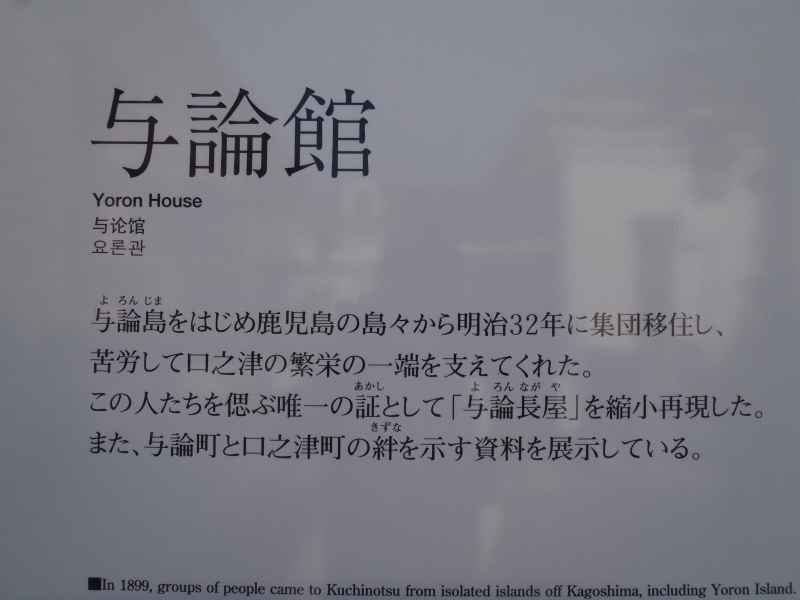 与論館
Yoron House
与论馆
요론관
よ ろん じま
与論島をはじめ鹿児島の島々から明治32年に集団移住し、
苦労して口之津の繁栄の一端を支えてくれた。
あかし よ ろん なが や
この人たちを偲ぶ唯一の証として「与論長屋」を縮小再現した。
きずな
また、与論町と口之津町の絆を示す資料を展示している。
■In 1899, groups of people came to Kuchinotsu from isolated islands off Kagoshima, including Yoron Island.